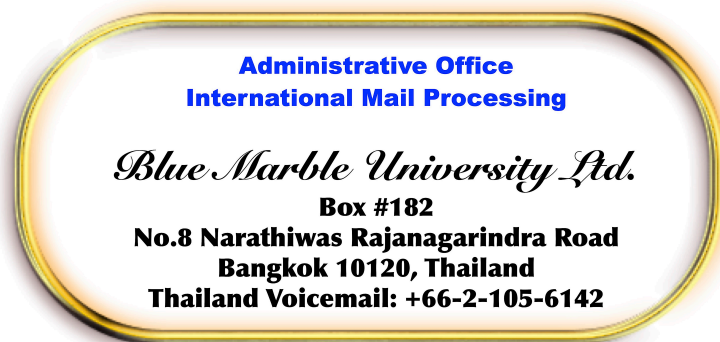 Administrative Office
International Mail Processing
Blue Marble University Ltd.
Box #182
No.8 Narathiwas Rajanagarindra Road
Bangkok 10120, Thailand
Thailand Voicemail: +66-2-105-6142